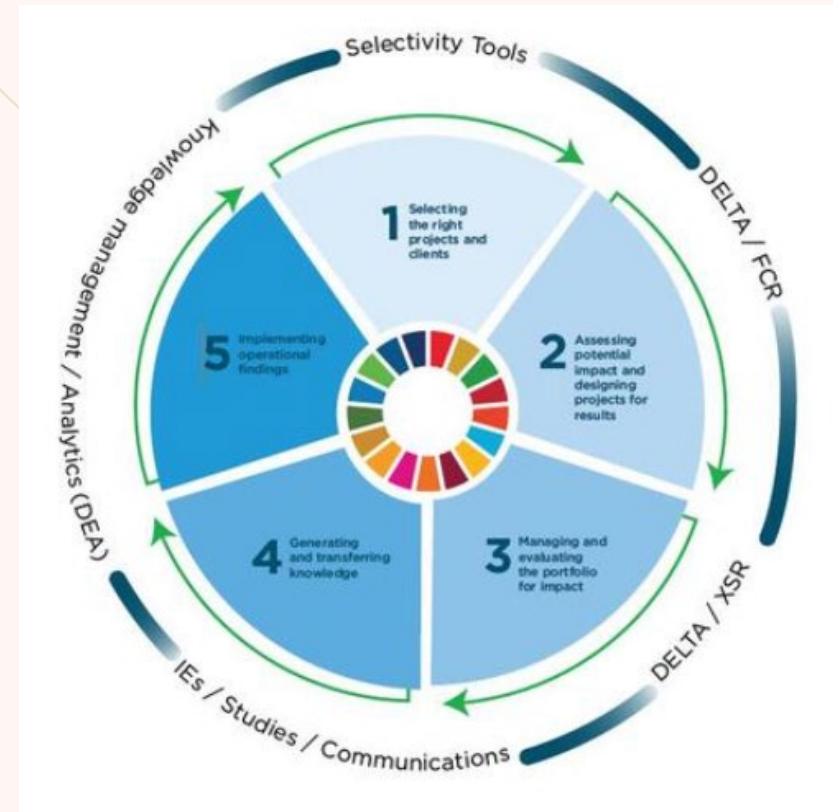 Selectivity Tools
DELTA / FCR
DELTA / XSR
IEs / Studies / Communications
Knowledge management / Analytics (DEA)
1 Selecting
the right
projects and
clients
2 Assessing
potential
impact and
designing
projects for
results
3 Managing and
evaluating
the portfolio
for impact
4 Generating
and transferring
knowledge
5 Implementing
operational
findings